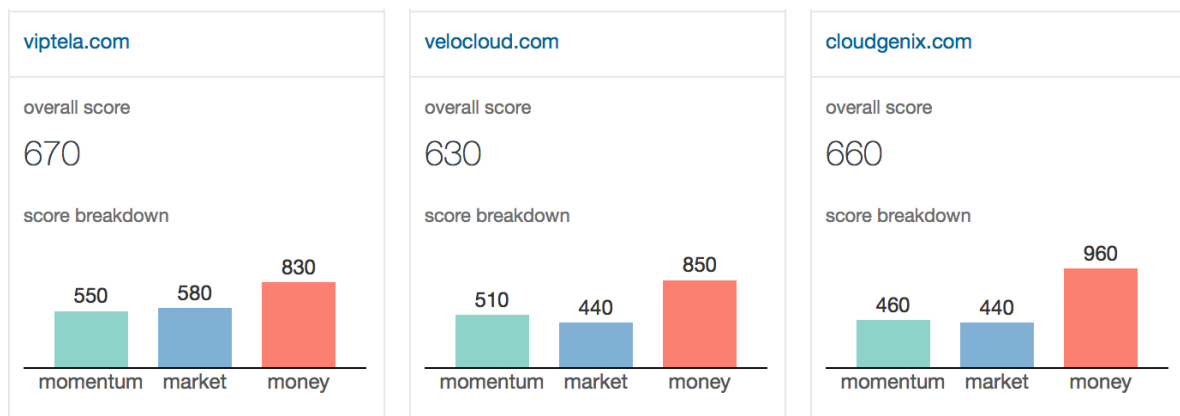 viptela.com
overall score
670
score breakdown
550 580 830
momentum market money
velocloud.com
overall score
630
score breakdown
510 440 850
momentum market money
cloudgenix.com
overall score
660
score breakdown
460 440 960
momentum market money